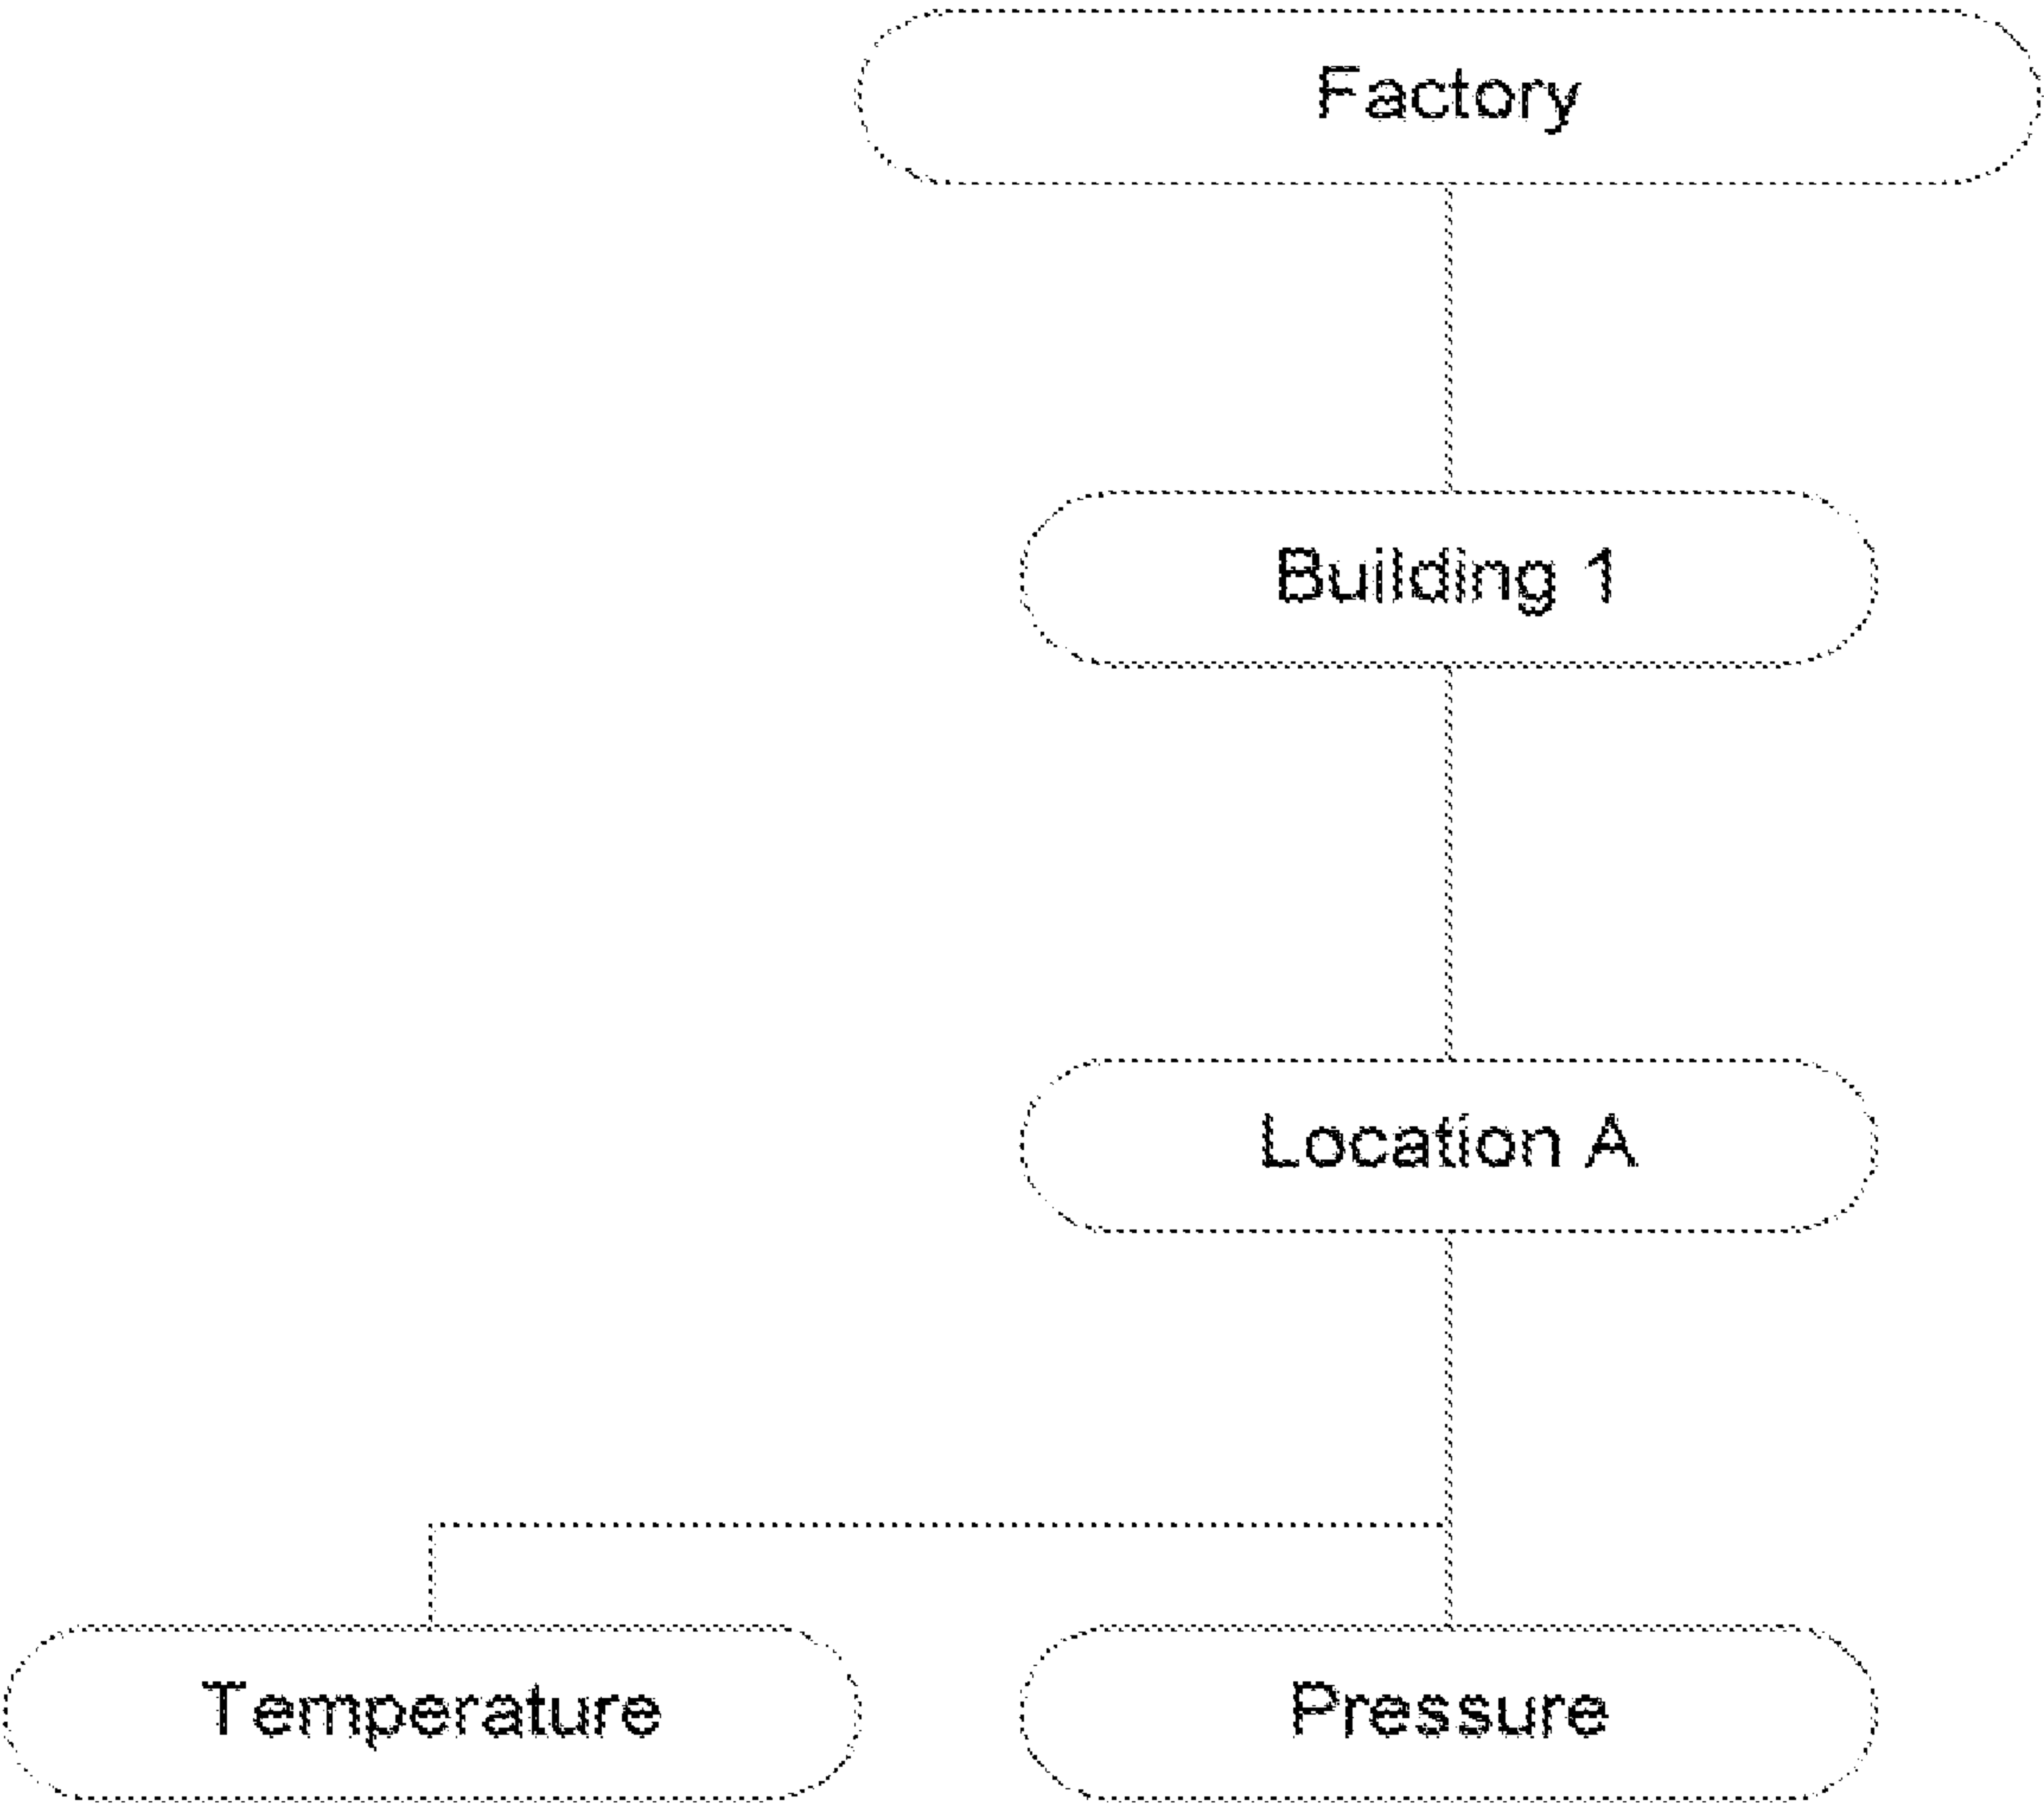 Factory
Building 1
Location A
Temperature
Pressure